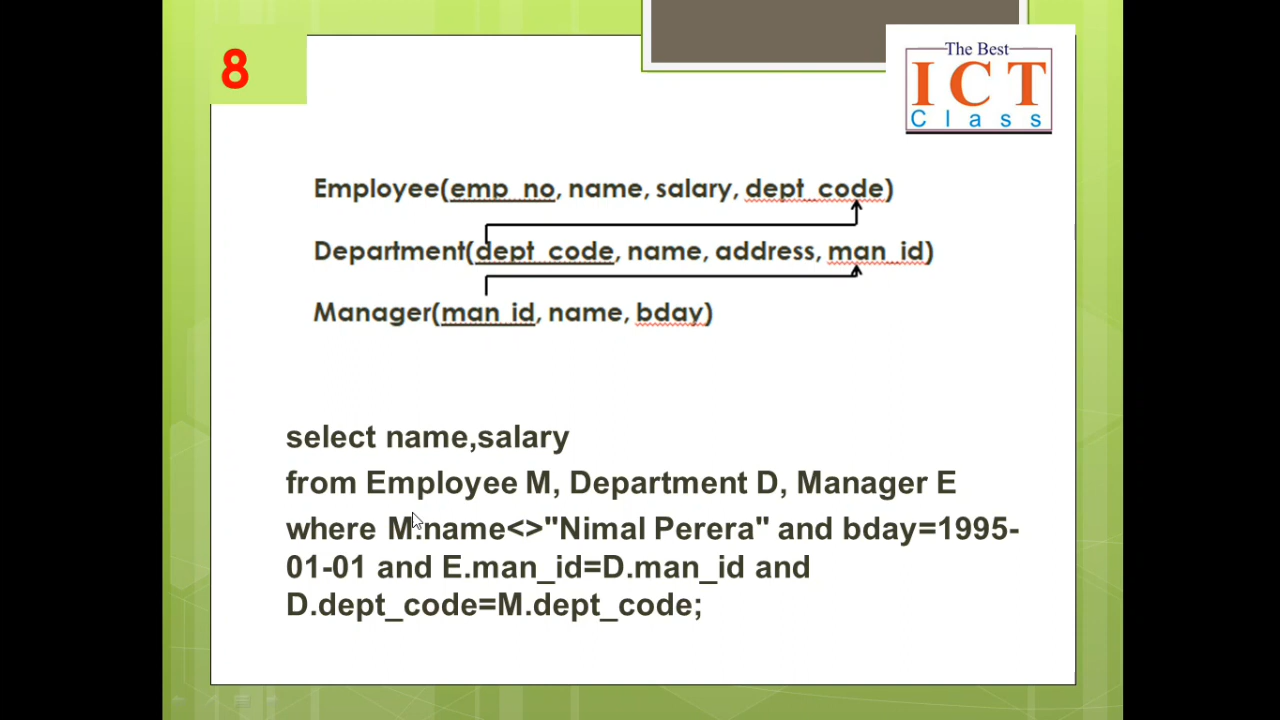 8
The Best
ICT
Class
Employee(emp_no, name, salary, dept_code)
Department(dept_code, name, address, man_id)
Manager(man_id, name, bday)
select name,salary
from Employee M, Department D, Manager E
where M.name<>"Nimal Perera" and bday=1995-
01-01 and E.man_id=D.man_id and
D.dept_code=M.dept_code;